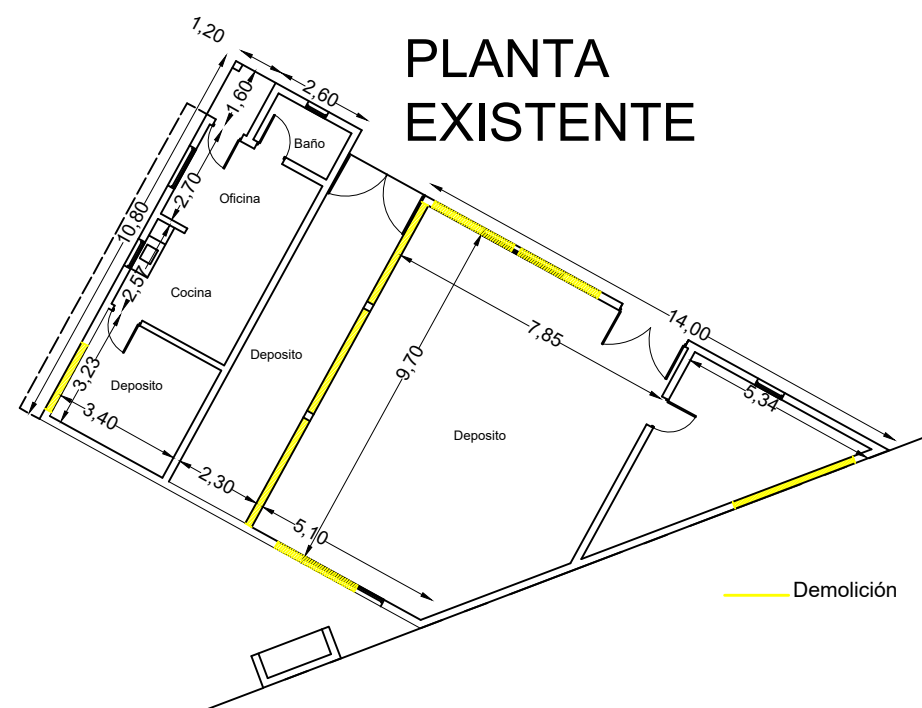 PLANTA
EXISTENTE
1,20
2,60
1,60
Baño
2,70
Oficina
10,80
2,57
Cocina
14,00
7,85
9,70
Deposito
3,23
Deposito
5,34
3,40
Deposito
2,30
5,10
Demolición